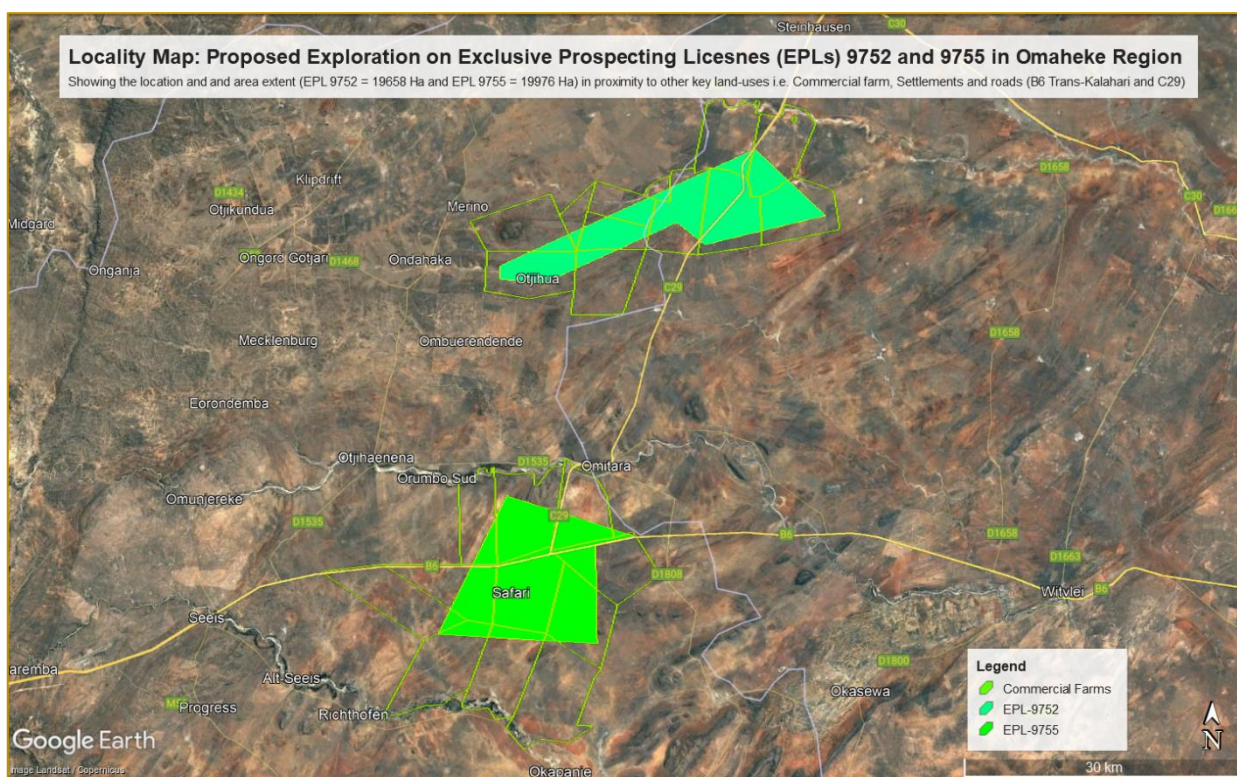 Steinhausen
C30
Locality Map: Proposed Exploration on Exclusive Prospecting Licesnes (EPLs) 9752 and 9755 in Omaheke Region
Showing the location and and area extent (EPL 9752 = 19658 Ha and EPL 9755 = 19976 Ha) in proximity to other key land-uses i.e. Commercial farm, Settlements and roads (B6 Trans-Kalahari and C29)
D1658
Klipdrift
D1434
C30
Otjikundua
Merino
Midgard
Ongord Gotjari
D1468
Ondahaka
Onganja
Otjihua
C29
D1658
Mecklenburg
Ombuerendende
Eorondemba
Otjihaenena
D1535
Omitara
Orumbo Sud
Omunjereke
C29
D1535
B6
D1658
D1663
B6
D1808
Safari
Witvlei
B6
Seeis
aremba
Alt-Seeis
D1800
Legend
Okasewa
Commercial Farms
Progress
Richthofen
EPL-9752
EPL-9755
Google Earth
N
Image Landsat / Copernicus
Okapanje
30 km